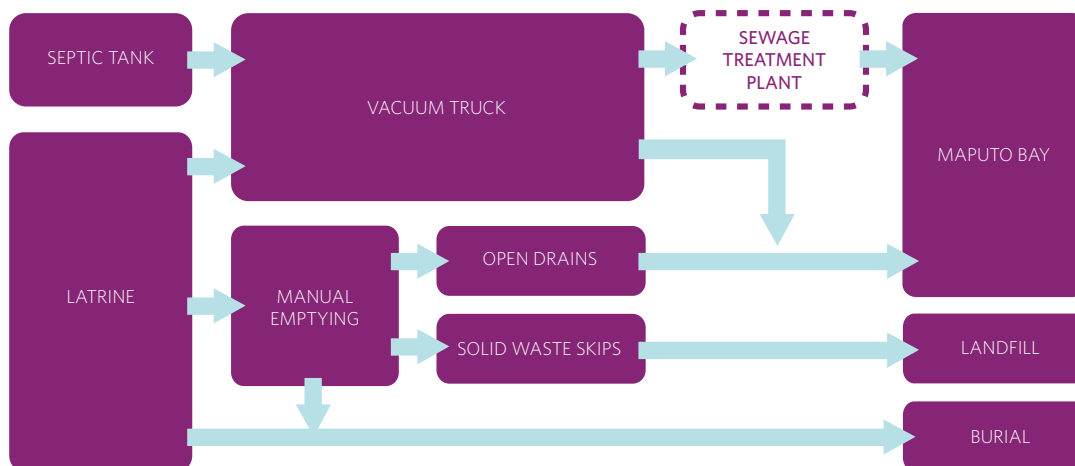 SEPTIC TANK
VACUUM TRUCK
SEWAGE
TREATMENT
PLANT
MAPUTO BAY
LATRINE
MANUAL
EMPTYING
OPEN DRAINS
SOLID WASTE SKIPS
LANDFILL
BURIAL